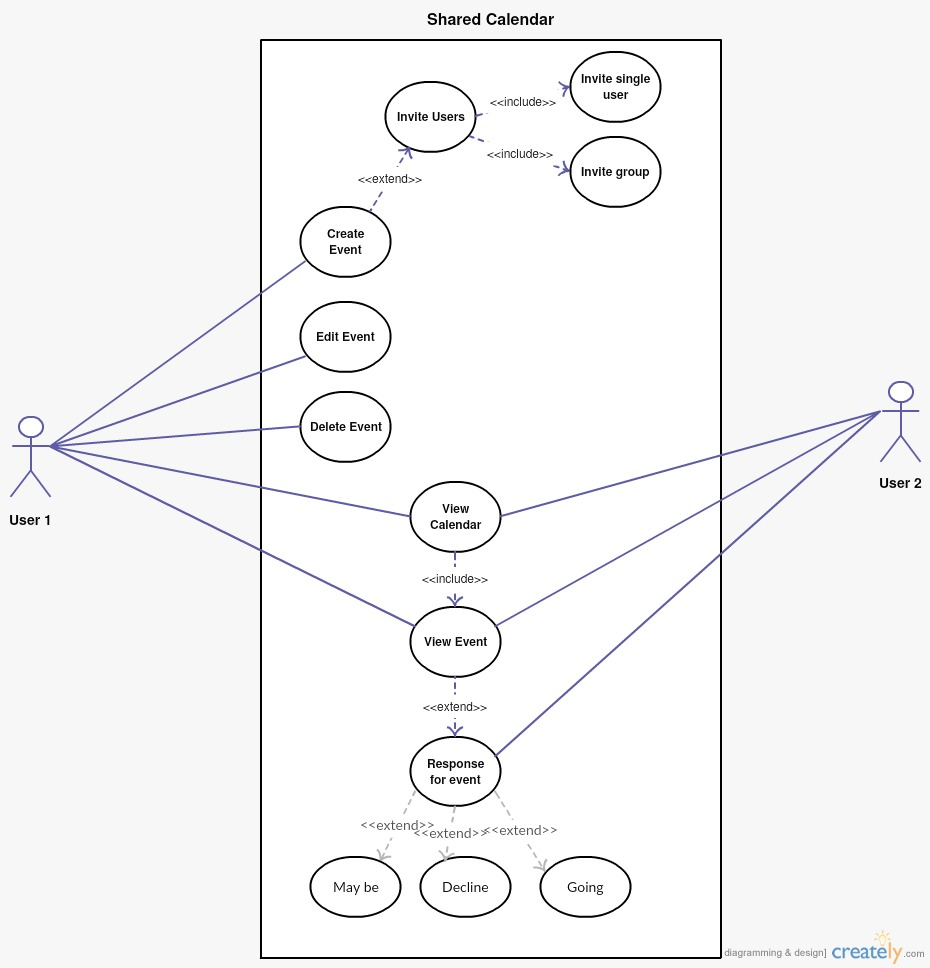 Shared Calendar
Invite single
user
<<include>>
Invite Users
<<include>>
Invite group
<<extend>>
Create
Event
Edit Event
Delete Event
User 1
User 2
View
Calendar
<<include>>
View Event
<<extend>>
Response
for event
<<extend>>
<<extend>>
<<extend>>
May be
Decline
Going
diagramming & design] creately.com